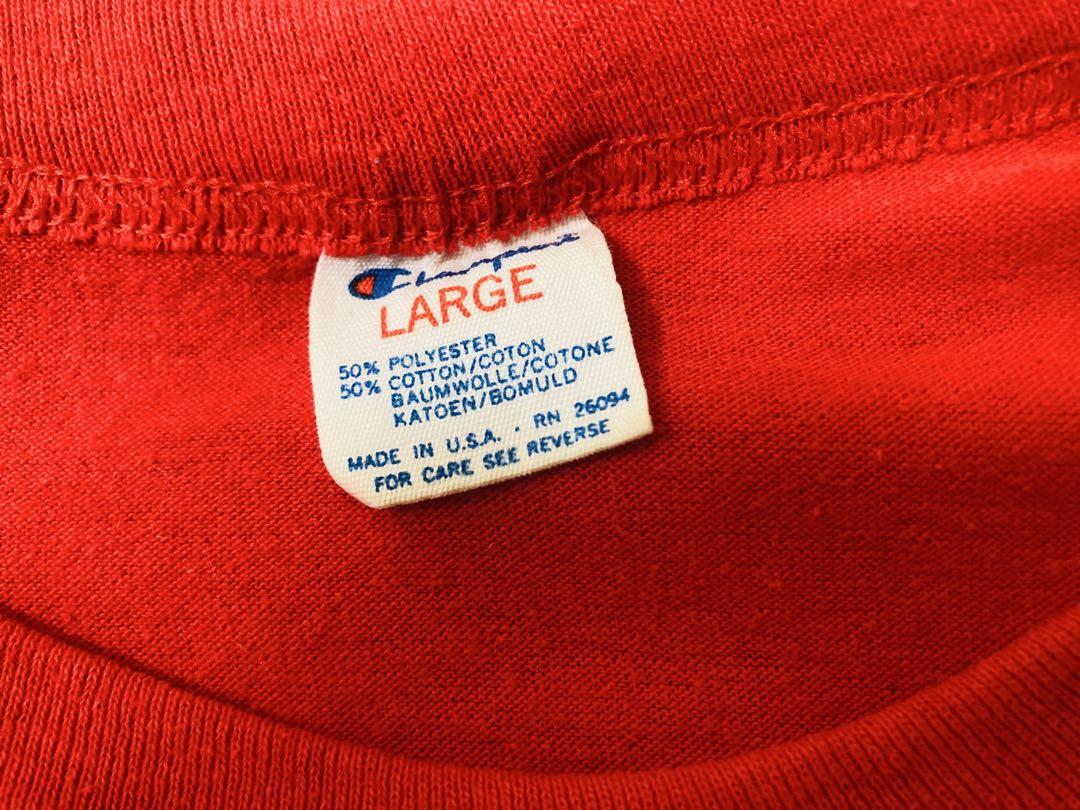 Champion
LARGE
50% POLYESTER
50% COTTON/COTON
BAUMWOLLE/COTONE
KATOEN/BOMULD
MADE IN U.S.A. . RN 26094
FOR CARE SEE REVERSE